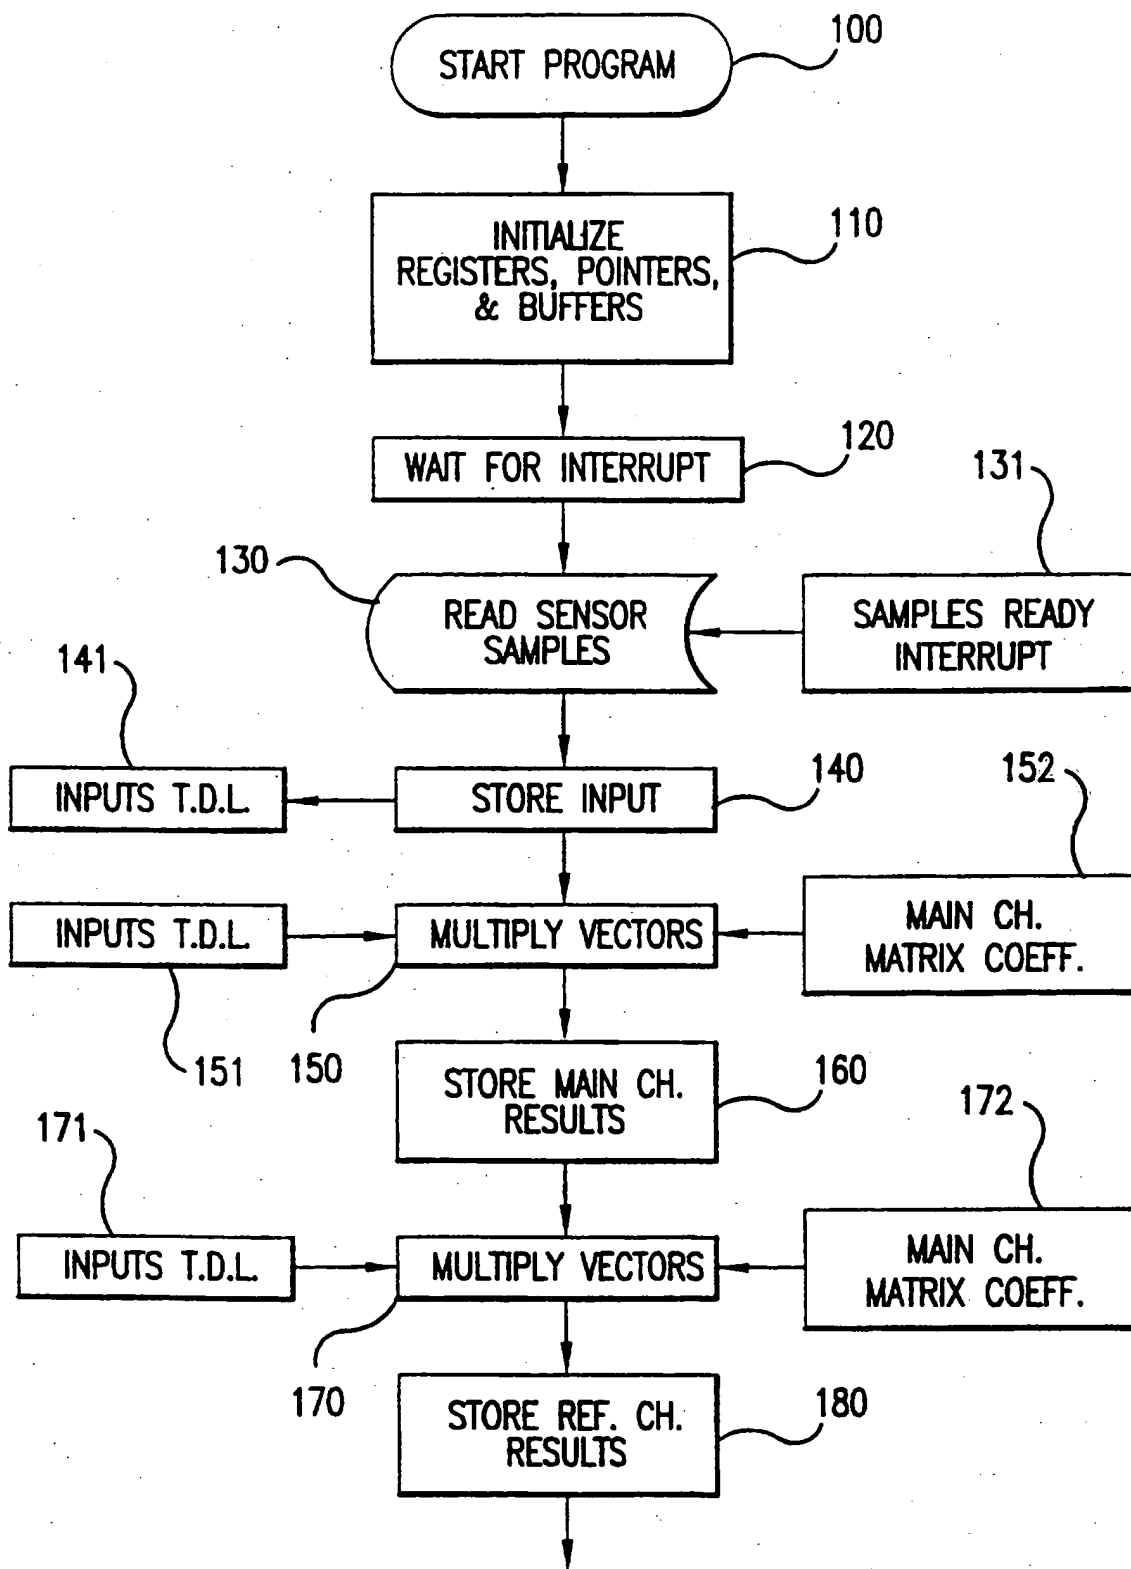 100
START PROGRAM
110
INITIALIZE
REGISTERS, POINTERS,
& BUFFERS
120
WAIT FOR INTERRUPT
131
130
READ SENSOR
SAMPLES
SAMPLES READY
INTERRUPT
141
INPUTS T.D.L.
STORE INPUT
140
152
INPUTS T.D.L.
MULTIPLY VECTORS
MAIN CH.
MATRIX COEFF.
151
150
STORE MAIN CH.
RESULTS
160
171
172
INPUTS T.D.L.
MULTIPLY VECTORS
MAIN CH.
MATRIX COEFF.
170
STORE REF. CH.
RESULTS
180